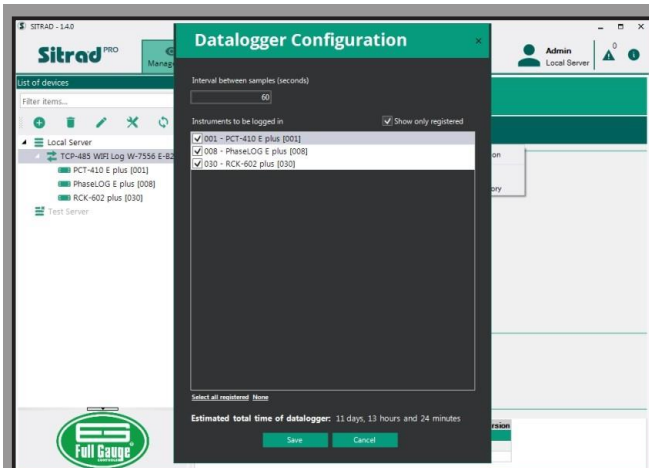 SITRAD - 1.4.0
Sitrad PRO
Manage
Admin
Local Server
0
List of devices
Filter items...
Local Server
TCP-485 WIFI Log W-7556 E-82
PCT-410 E plus [001]
PhaseLOG E plus [008]
RCK-602 plus [030]
Test Server
Datalogger Configuration
×
Interval between samples (seconds)
60
Instruments to be logged in
Show only registered
001 - PCT-410 E plus [001]
008 - PhaseLOG E plus [008]
030 - RCK-602 plus [030]
Select all registered None
Estimated total time of datalogger: 11 days, 13 hours and 24 minutes
Save Cancel
on
ory
rsion
Full Gauge